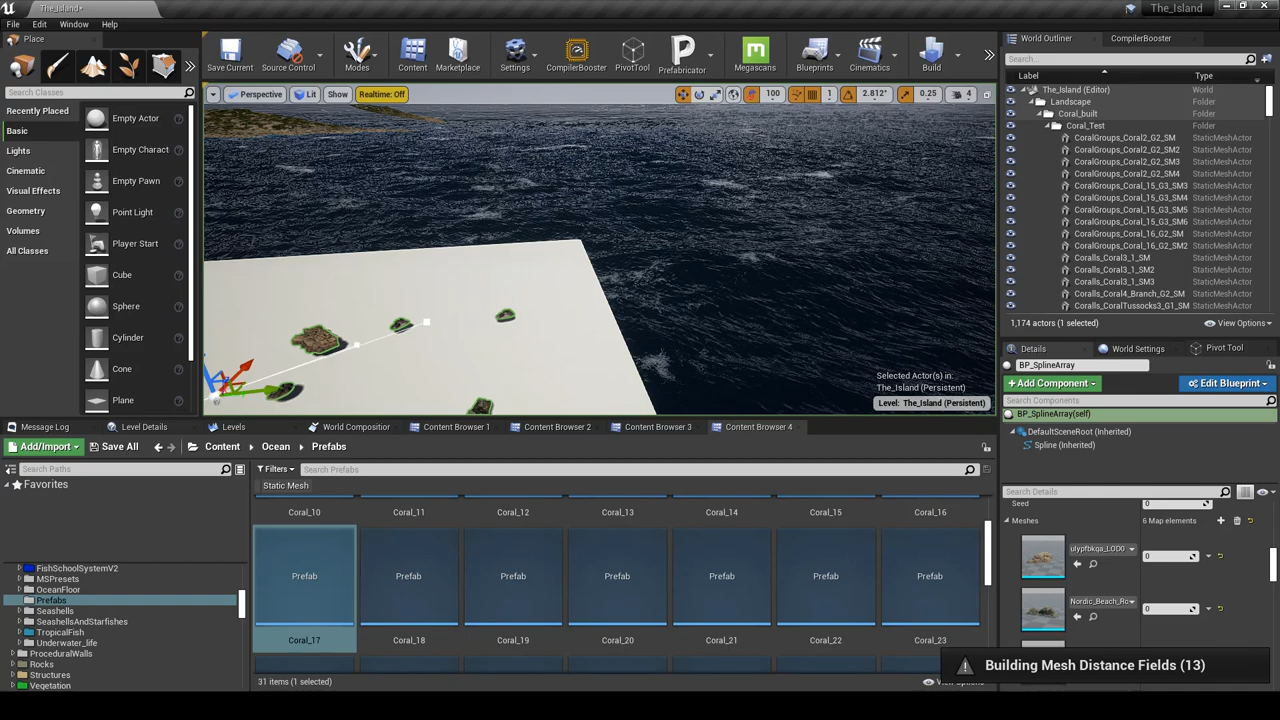 The_Island*
The_Island
File Edit Window Help
Place
Search Classes
Recently Played
Basic
Lights
Cinematic
Visual Effects
Geometry
Volumes
All Classes
Empty Actor
Empty Charact
Empty Pawn
Point Light
Player Start
Cube
Sphere
Cylinder
Cone
Plane
Save Current Source Control Modes Content Marketplace Settings CompilerBooster PivotTool Prefabricator Megascans Blueprints Cinematics Build
Perspective Lit Show Realtime: Off 100 1 2.812° 0.25 4
Selected Actor(s) in:
The_Island (Persistent)
Level: The_Island (Persistent)
World Outliner CompilerBooster
Search...
Label Type
The_Island (Editor) World
Landscape Folder
Coral_built Folder
Coral_Test Folder
CoralGroups_Coral2_G2_SM StaticMeshActor
CoralGroups_Coral2_G2_SM2 StaticMeshActor
CoralGroups_Coral2_G2_SM3 StaticMeshActor
CoralGroups_Coral2_G2_SM4 StaticMeshActor
CoralGroups_Coral_15_G3_SM3 StaticMeshActor
CoralGroups_Coral_15_G3_SM4 StaticMeshActor
CoralGroups_Coral_15_G3_SM5 StaticMeshActor
CoralGroups_Coral_15_G3_SM6 StaticMeshActor
CoralGroups_Coral_16_G2_SM StaticMeshActor
CoralGroups_Coral_16_G2_SM2 StaticMeshActor
Coralls_Coral3_1_SM StaticMeshActor
Coralls_Coral3_1_SM2 StaticMeshActor
Coralls_Coral3_1_SM3 StaticMeshActor
Coralls_Coral4_Branch_G2_SM StaticMeshActor
Coralls_CoralTussocks3_G1_SM StaticMeshActor
1,174 actors (1 selected) View Options
Details World Settings Pivot Tool
BP_SplineArray
Add Component Edit Blueprint
Search Components
BP_SplineArray(self)
DefaultSceneRoot (Inherited)
Spline (Inherited)
Search Details
Seed 0
Meshes 6 Map elements
ulypfbkqa_LOD0 0
Nordic_Beach_Ro 0
Message Log Level Details Levels World Compositior Content Browser 1 Content Browser 2 Content Browser 3 Content Browser 4
Add/Import Save All Content Ocean Prefabs
Search Paths
Filters Search Prefabs
Favorites
Static Mesh
FishSchoolSystemV2
MSPresets
OceanFloor
Prefabs
Seashells
SeashellsAndStarfishes
TropicalFish
Underwater_life
ProceduralWalls
Rocks
Structures
Vegetation
Coral_10 Coral_11 Coral_12 Coral_13 Coral_14 Coral_15 Coral_16
Prefab Prefab Prefab Prefab Prefab Prefab Prefab
Coral_17 Coral_18 Coral_19 Coral_20 Coral_21 Coral_22 Coral_23
31 items (1 selected)
Building Mesh Distance Fields (13)